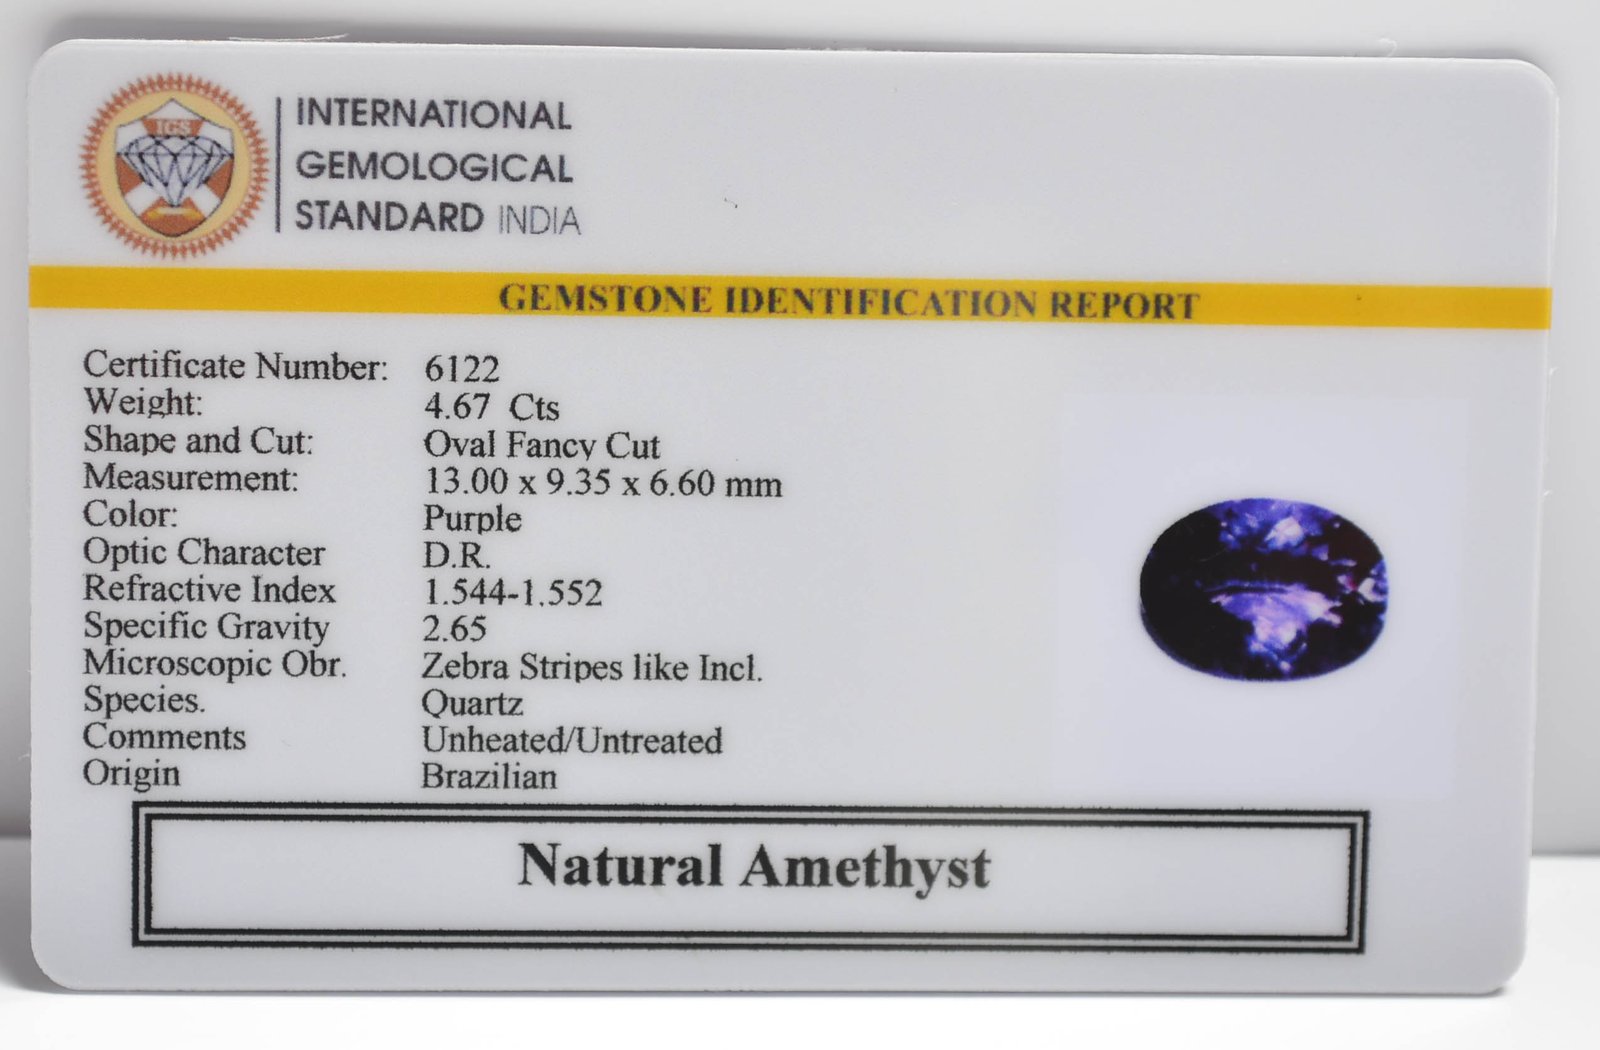 IGS
INTERNATIONAL
GEMOLOGICAL
STANDARD INDIA
GEMSTONE IDENTIFICATION REPORT
Certificate Number: 6122
Weight: 4.67 Cts
Shape and Cut: Oval Fancy Cut
Measurement: 13.00 x 9.35 x 6.60 mm
Color: Purple
Optic Character D.R.
Refractive Index 1.544-1.552
Specific Gravity 2.65
Microscopic Obr. Zebra Stripes like Incl.
Species. Quartz
Comments Unheated/Untreated
Origin Brazilian
Natural Amethyst